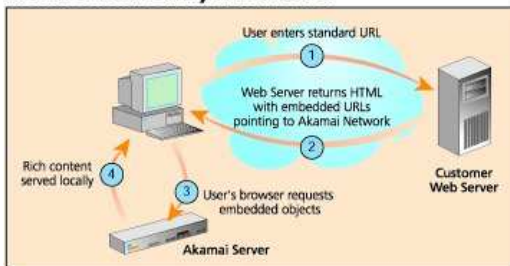 User enters standard URL
1
Web Server returns HTML
with embedded URLs
pointing to Akamai Network
2
Customer
Web Server
Rich content
served locally
4
3
User's browser requests
embedded objects
Akamai Server